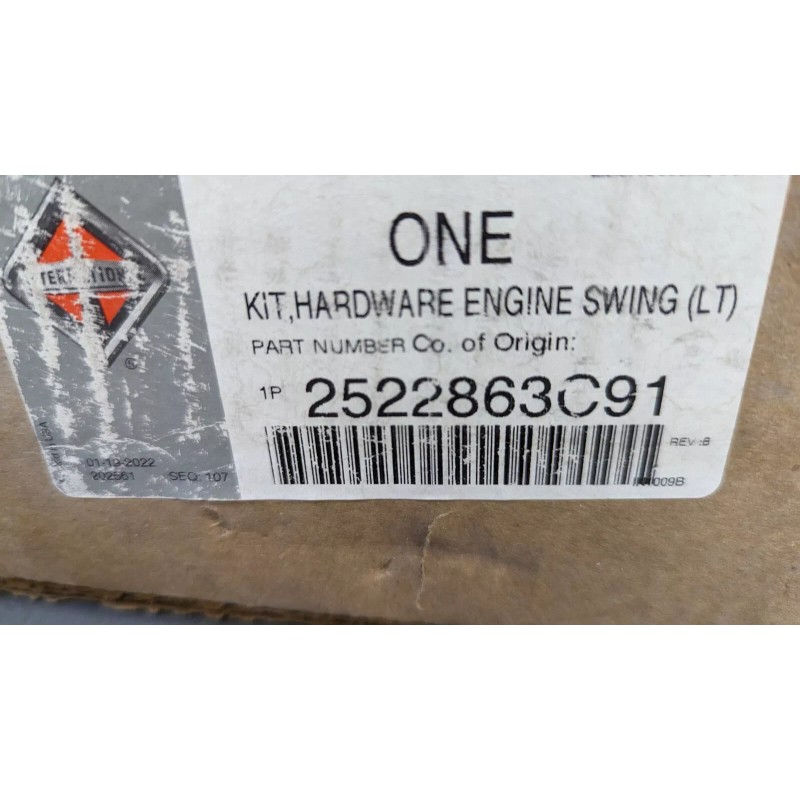 ONE
KIT,HARDWARE ENGINE SWING (LT)
PART NUMBER Co. of Origin:
1P 2522863C91
REV:B
01-19-2022
202561 SEQ: 107